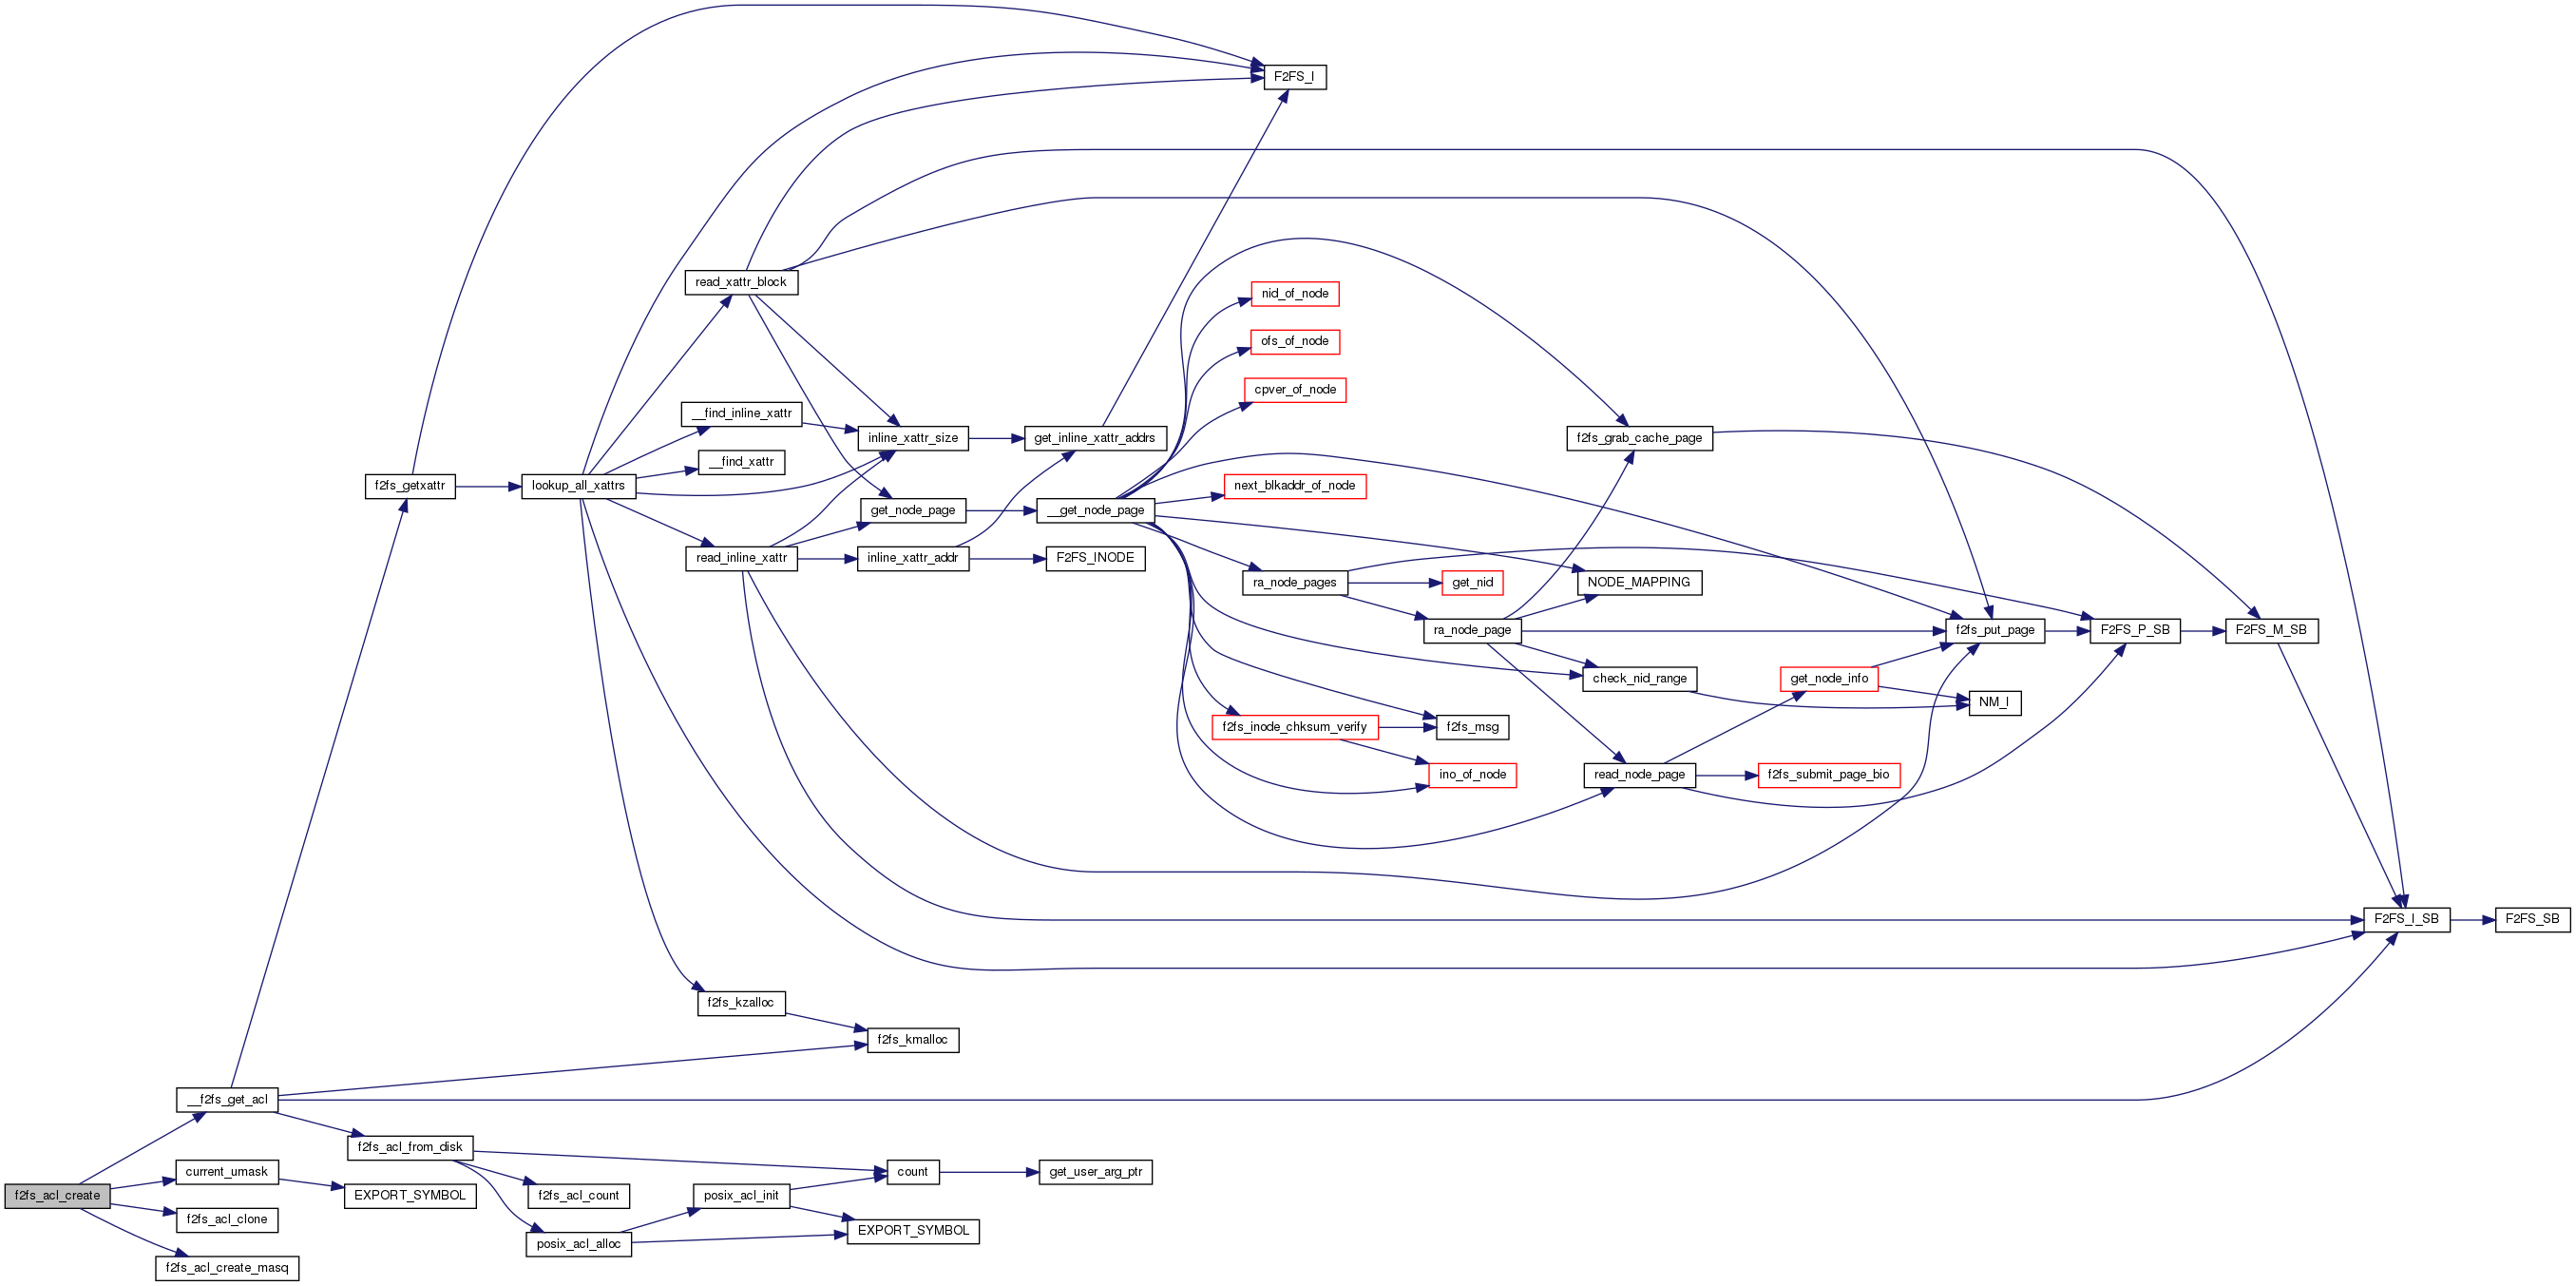 F2FS_I
read_xattr_block
nid_of_node
ofs_of_node
cpver_of_node
__find_inline_xattr
inline_xattr_size
get_inline_xattr_addrs
f2fs_grab_cache_page
__find_xattr
f2fs_getxattr
lookup_all_xattrs
next_blkaddr_of_node
get_node_page
__get_node_page
read_inline_xattr
inline_xattr_addr
F2FS_INODE
ra_node_pages
get_nid
NODE_MAPPING
ra_node_page
f2fs_put_page
F2FS_P_SB
F2FS_M_SB
check_nid_range
get_node_info
NM_I
f2fs_inode_chksum_verify
f2fs_msg
ino_of_node
read_node_page
f2fs_submit_page_bio
F2FS_I_SB
F2FS_SB
f2fs_kzalloc
f2fs_kmalloc
__f2fs_get_acl
f2fs_acl_from_disk
current_umask
count
get_user_arg_ptr
f2fs_acl_create
EXPORT_SYMBOL
f2fs_acl_count
posix_acl_init
f2fs_acl_clone
EXPORT_SYMBOL
posix_acl_alloc
f2fs_acl_create_masq